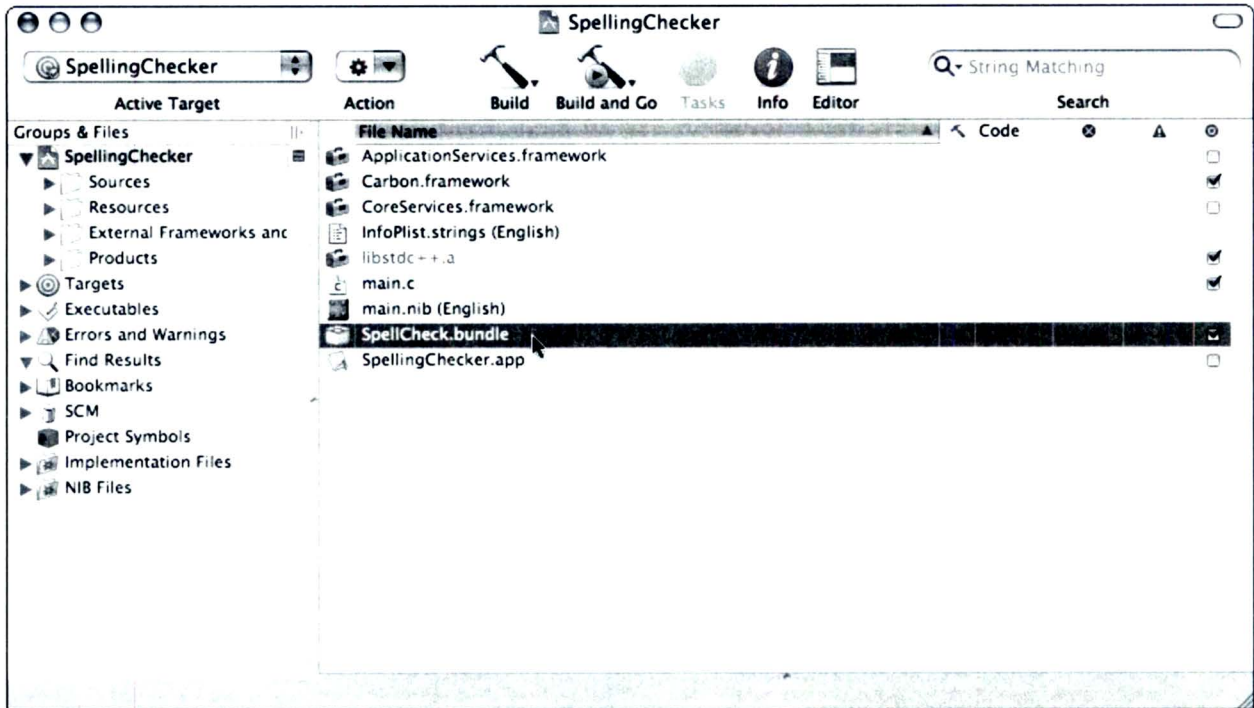 SpellingChecker
SpellingChecker
String Matching
Active Target Action Build Build and Go Tasks Info Editor Search
Groups & Files File Name Code
SpellingChecker ApplicationServices.framework
Sources Carbon.framework
Resources CoreServices.framework
External Frameworks and InfoPlist.strings (English)
Products libstdc++.a
Targets main.c
Executables main.nib (English)
Errors and Warnings SpellCheck.bundle
Find Results SpellingChecker.app
Bookmarks
SCM
Project Symbols
Implementation Files
NIB Files